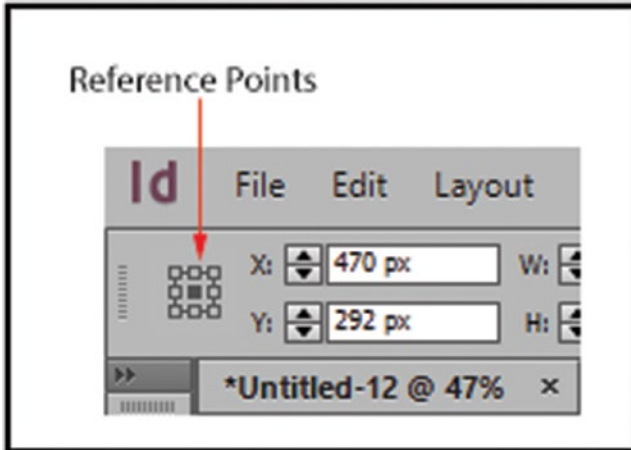 Reference Points
Id File Edit Layout
X: 470 px W:
Y: 292 px H:
*Untitled-12 @ 47% ×